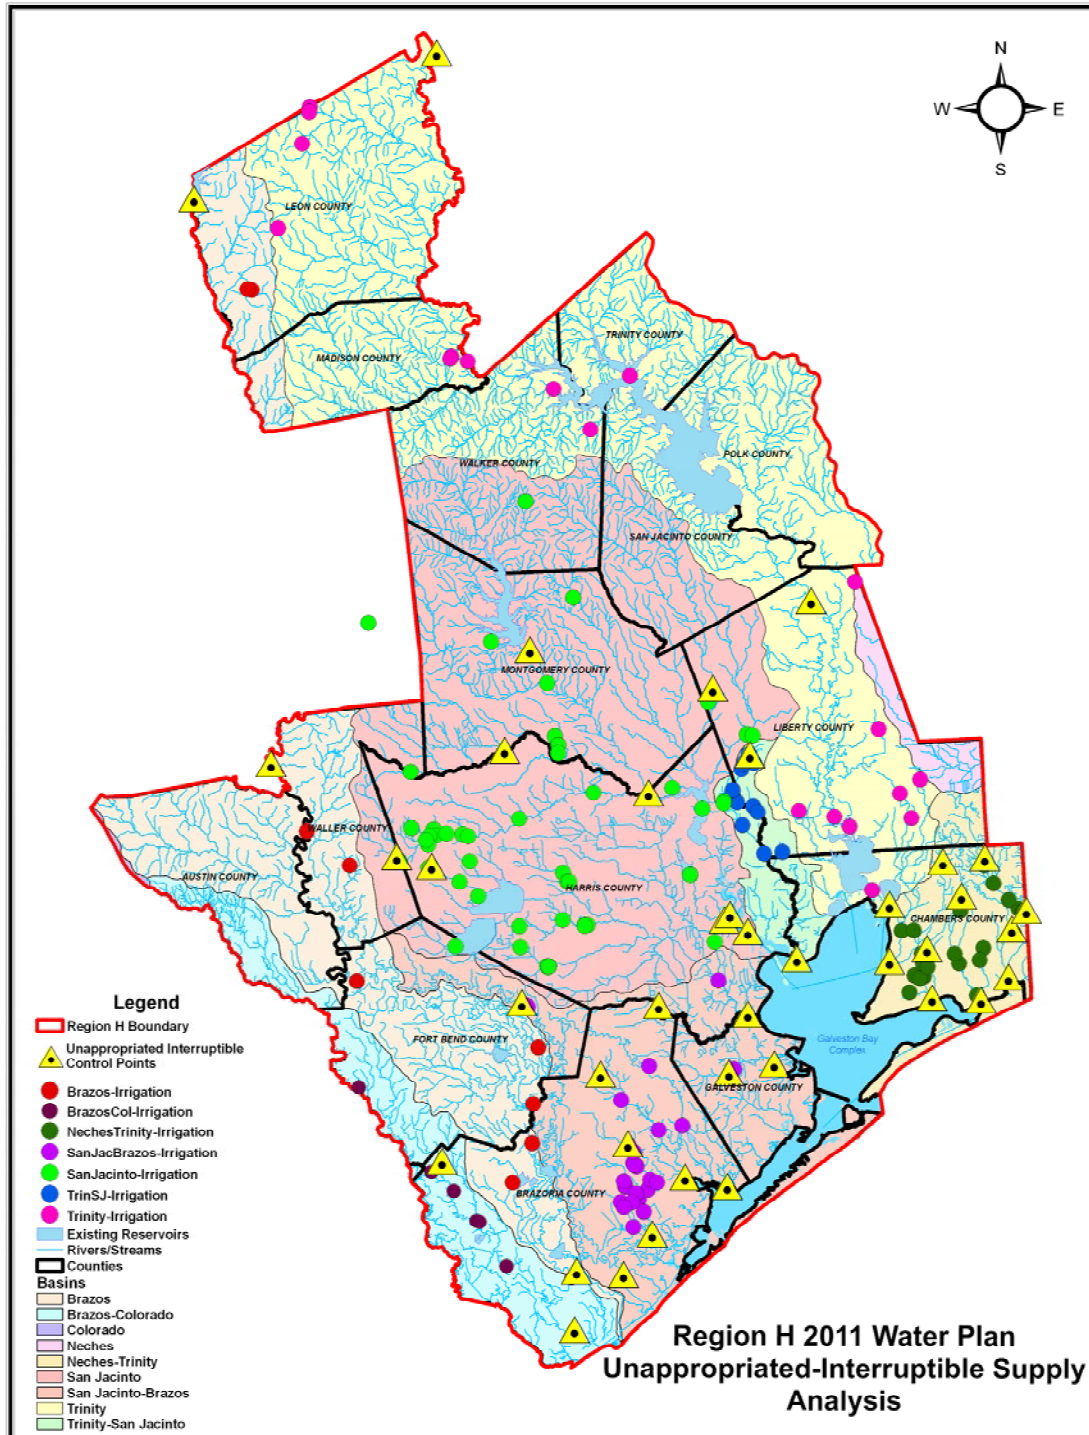 N
W E
S
LEON COUNTY
MADISON COUNTY
TRINITY COUNTY
WALKER COUNTY
POLK COUNTY
SAN JACINTO COUNTY
MONTGOMERY COUNTY
LIBERTY COUNTY
WALLER COUNTY
AUSTIN COUNTY
HARRIS COUNTY
CHAMBERS COUNTY
FORT BEND COUNTY
Galveston Bay
Complex
GALVESTON COUNTY
BRAZORIA COUNTY
Legend
Region H Boundary
Unappropriated Interruptible
Control Points
Brazos-Irrigation
BrazosCol-Irrigation
NechesTrinity-Irrigation
SanJacBrazos-Irrigation
SanJacinto-Irrigation
TrinSJ-Irrigation
Trinity-Irrigation
Existing Reservoirs
Rivers/Streams
Counties
Basins
Brazos
Brazos-Colorado
Colorado
Neches
Neches-Trinity
San Jacinto
San Jacinto-Brazos
Trinity
Trinity-San Jacinto
Region H 2011 Water Plan
Unappropriated-Interruptible Supply
Analysis